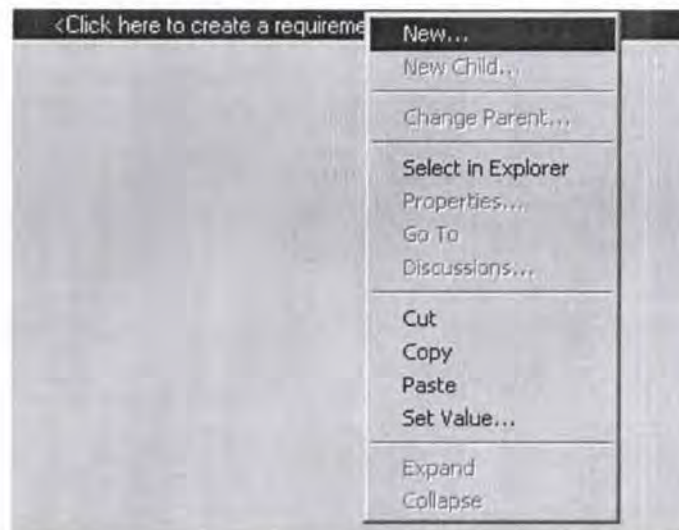 <Click here to create a requireme
New...
New Child...
Change Parent...
Select in Explorer
Properties...
Go To
Discussions...
Cut
Copy
Paste
Set Value...
Expand
Collapse